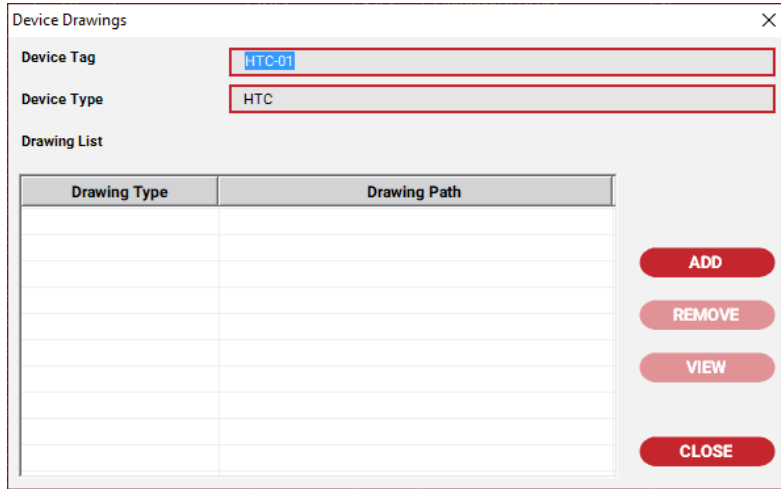 Device Drawings
Device Tag HTC-01
Device Type HTC
Drawing List
Drawing Type Drawing Path
ADD
REMOVE
VIEW
CLOSE